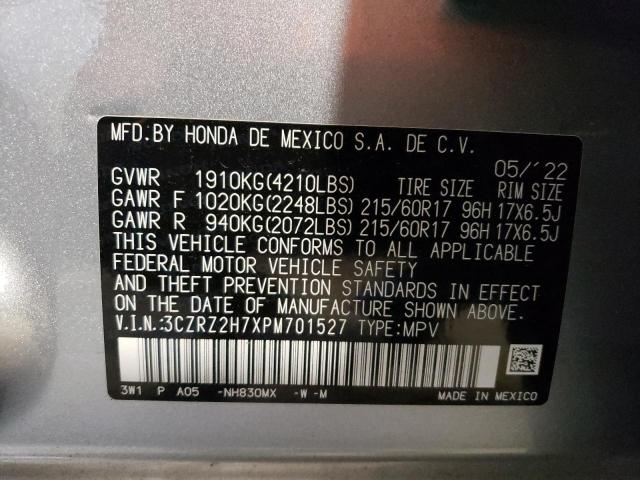 MFD. BY HONDA DE MEXICO S.A. DE C.V.
05/'22
GVWR 1910KG(4210LBS) TIRE SIZE RIM SIZE
GAWR F 1020KG(2248LBS) 215/60R17 96H 17X6.5J
GAWR R 940KG(2072LBS) 215/60R17 96H 17X6.5J
THIS VEHICLE CONFORMS TO ALL APPLICABLE
FEDERAL MOTOR VEHICLE SAFETY
AND THEFT PREVENTION STANDARDS IN EFFECT
ON THE DATE OF MANUFACTURE SHOWN ABOVE.
V.I.N.:3CZRZ2H7XPM701527 TYPE:MPV
3W1 P A05 -NH830MX -W -M
MADE IN MEXICO